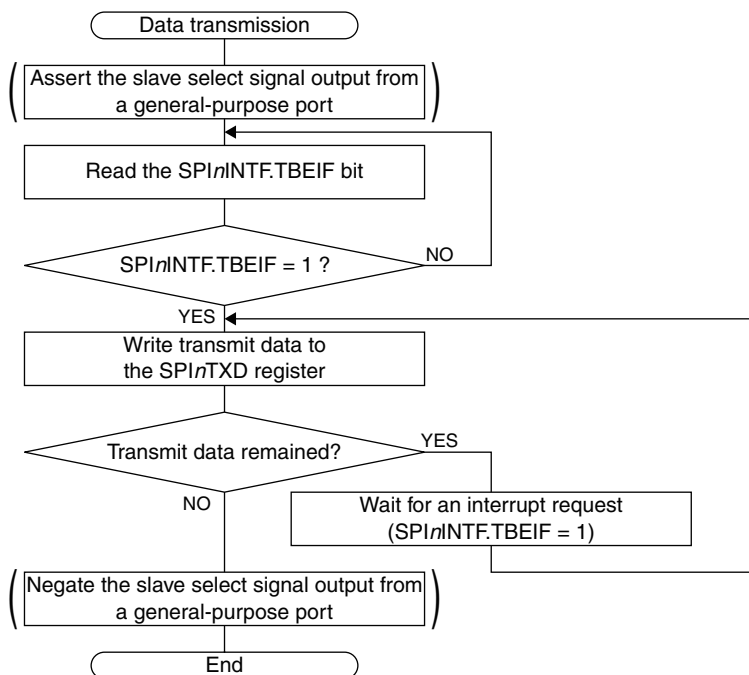 Data transmission
Assert the slave select signal output from
a general-purpose port
Read the SPInINTF.TBEIF bit
SPInINTF.TBEIF = 1 ?
NO
YES
Write transmit data to
the SPInTXD register
Transmit data remained?
YES
NO
Wait for an interrupt request
(SPInINTF.TBEIF = 1)
Negate the slave select signal output from
a general-purpose port
End